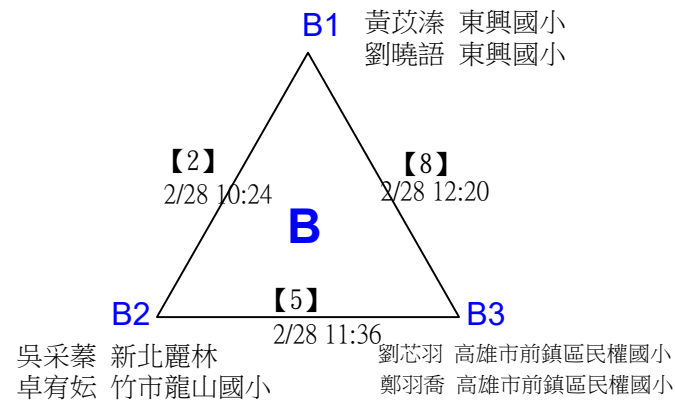 B1
黃苡溱 東興國小
劉曉語 東興國小
【2】
2/28 10:24
【8】
2/28 12:20
B
B2
【5】
2/28 11:36
B3
吳采蓁 新北麗林
卓宥妘 竹市龍山國小
劉芯羽 高雄市前鎮區民權國小
鄭羽喬 高雄市前鎮區民權國小